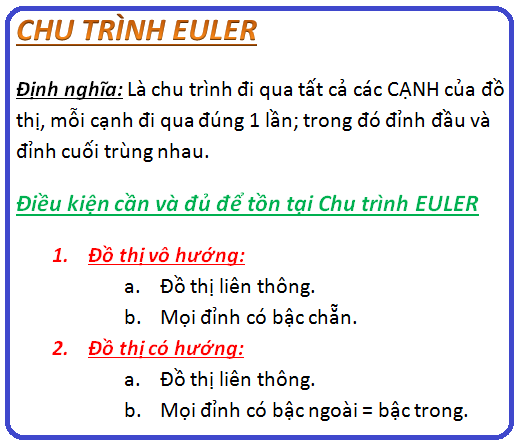 CHU TRÌNH EULER
Định nghĩa: Là chu trình đi qua tất cả các CẠNH của đồ
thị, mỗi cạnh đi qua đúng 1 lần; trong đó đỉnh đầu và
đỉnh cuối trùng nhau.
Điều kiện cần và đủ để tồn tại Chu trình EULER
1. Đồ thị vô hướng:
a. Đồ thị liên thông.
b. Mọi đỉnh có bậc chẵn.
2. Đồ thị có hướng:
a. Đồ thị liên thông.
b. Mọi đỉnh có bậc ngoài = bậc trong.